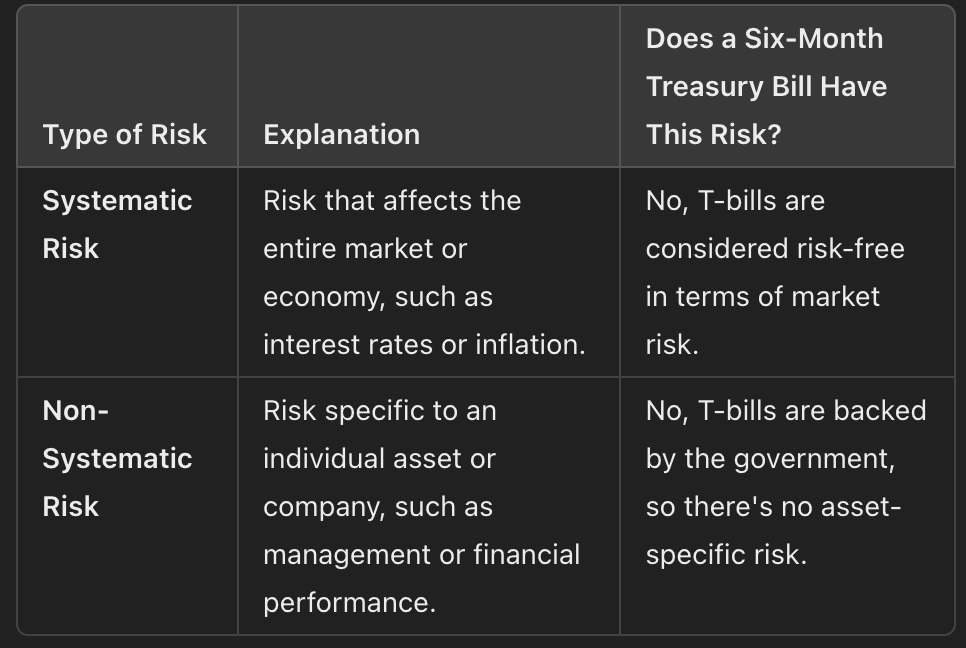 Type of Risk
Explanation
Does a Six-Month
Treasury Bill Have
This Risk?
Systematic
Risk
Risk that affects the
entire market or
economy, such as
interest rates or inflation.
No, T-bills are
considered risk-free
in terms of market
risk.
Non-
Systematic
Risk
Risk specific to an
individual asset or
company, such as
management or financial
performance.
No, T-bills are backed
by the government,
so there's no asset-
specific risk.